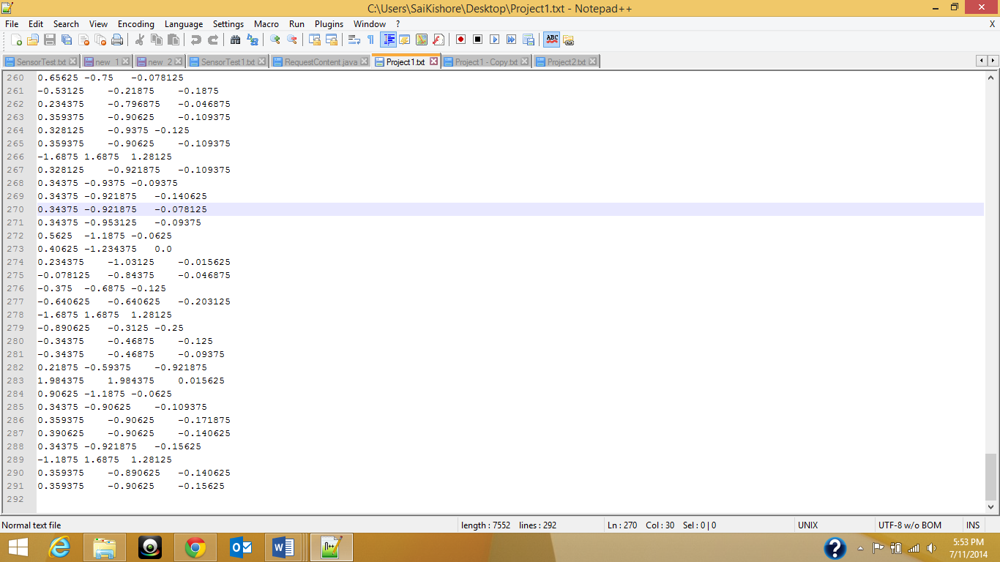 C:\Users\SaiKishore\Desktop\Project1.txt - Notepad++
File Edit Search View Encoding Language Settings Macro Run Plugins Window ? X
SensorTest.txt new 1 new 2 SensorTest1.txt RequestContent.java Project1.txt Project1 - Copy.txt Project2.txt
260 0.65625 -0.75 -0.078125
261 -0.53125 -0.21875 -0.1875
262 0.234375 -0.796875 -0.046875
263 0.359375 -0.90625 -0.109375
264 0.328125 -0.9375 -0.125
265 0.359375 -0.90625 -0.109375
266 -1.6875 1.6875 1.28125
267 0.328125 -0.921875 -0.109375
268 0.34375 -0.9375 -0.09375
269 0.34375 -0.921875 -0.140625
270 0.34375 -0.921875 -0.078125
271 0.34375 -0.953125 -0.09375
272 0.5625 -1.1875 -0.0625
273 0.40625 -1.234375 0.0
274 0.234375 -1.03125 -0.015625
275 -0.078125 -0.84375 -0.046875
276 -0.375 -0.6875 -0.125
277 -0.640625 -0.640625 -0.203125
278 -1.6875 1.6875 1.28125
279 -0.890625 -0.3125 -0.25
280 -0.34375 -0.46875 -0.125
281 -0.34375 -0.46875 -0.09375
282 0.21875 -0.59375 -0.921875
283 1.984375 1.984375 0.015625
284 0.90625 -1.1875 -0.0625
285 0.34375 -0.90625 -0.109375
286 0.359375 -0.90625 -0.171875
287 0.390625 -0.90625 -0.140625
288 0.34375 -0.921875 -0.15625
289 -1.1875 1.6875 1.28125
290 0.359375 -0.890625 -0.140625
291 0.359375 -0.90625 -0.15625
292
Normal text file length : 7552 lines : 292 Ln : 270 Col : 30 Sel : 0 | 0 UNIX UTF-8 w/o BOM INS
5:53 PM
7/11/2014